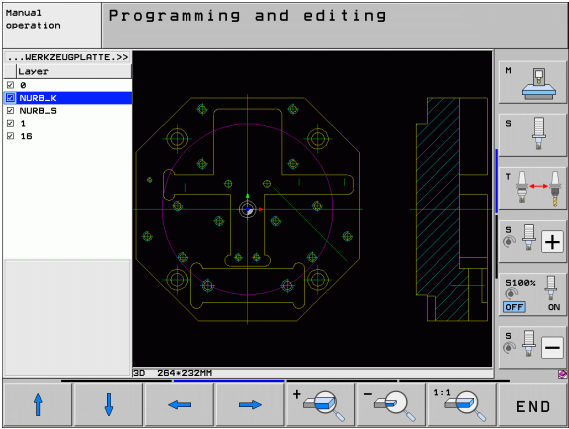 Manual
operation
Programming and editing
...WERKZEUGPLATTE.>>
Layer
0
NURB_K
NURB_S
1
16
3D 264*232MM
M
S
T
S
+
S100%
OFF ON
S
−
+
−
1:1
END